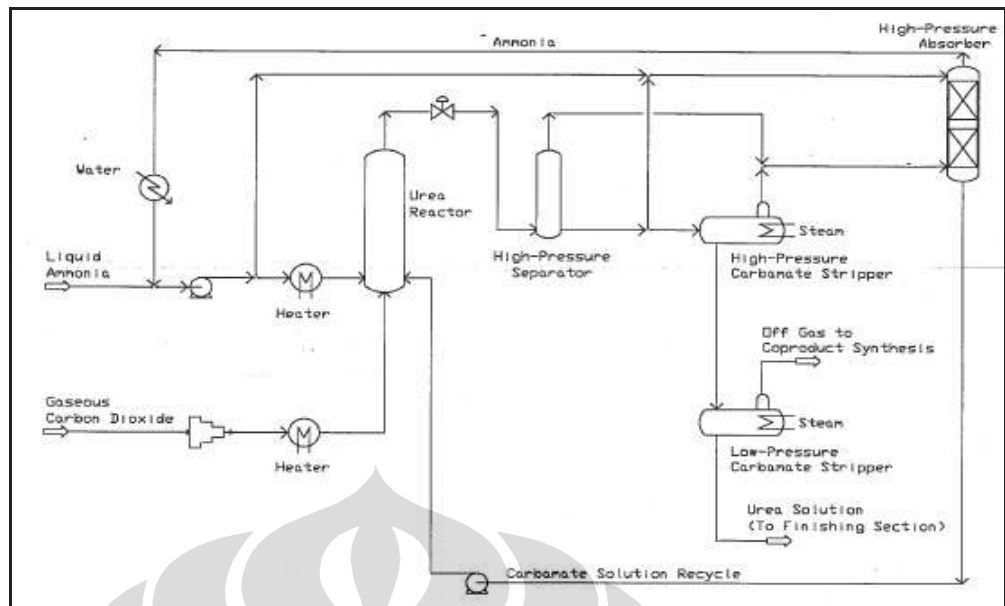 Ammonia
High-Pressure
Absorber
Water
Urea
Reactor
Liquid
Ammonia
Heater
High-Pressure
Separator
Steam
High-Pressure
Carbamate Stripper
Off Gas to
Coproduct Synthesis
Gaseous
Carbon Dioxide
Heater
Steam
Low-Pressure
Carbamate Stripper
Urea Solution
(To Finishing Section)
Carbamate Solution Recycle